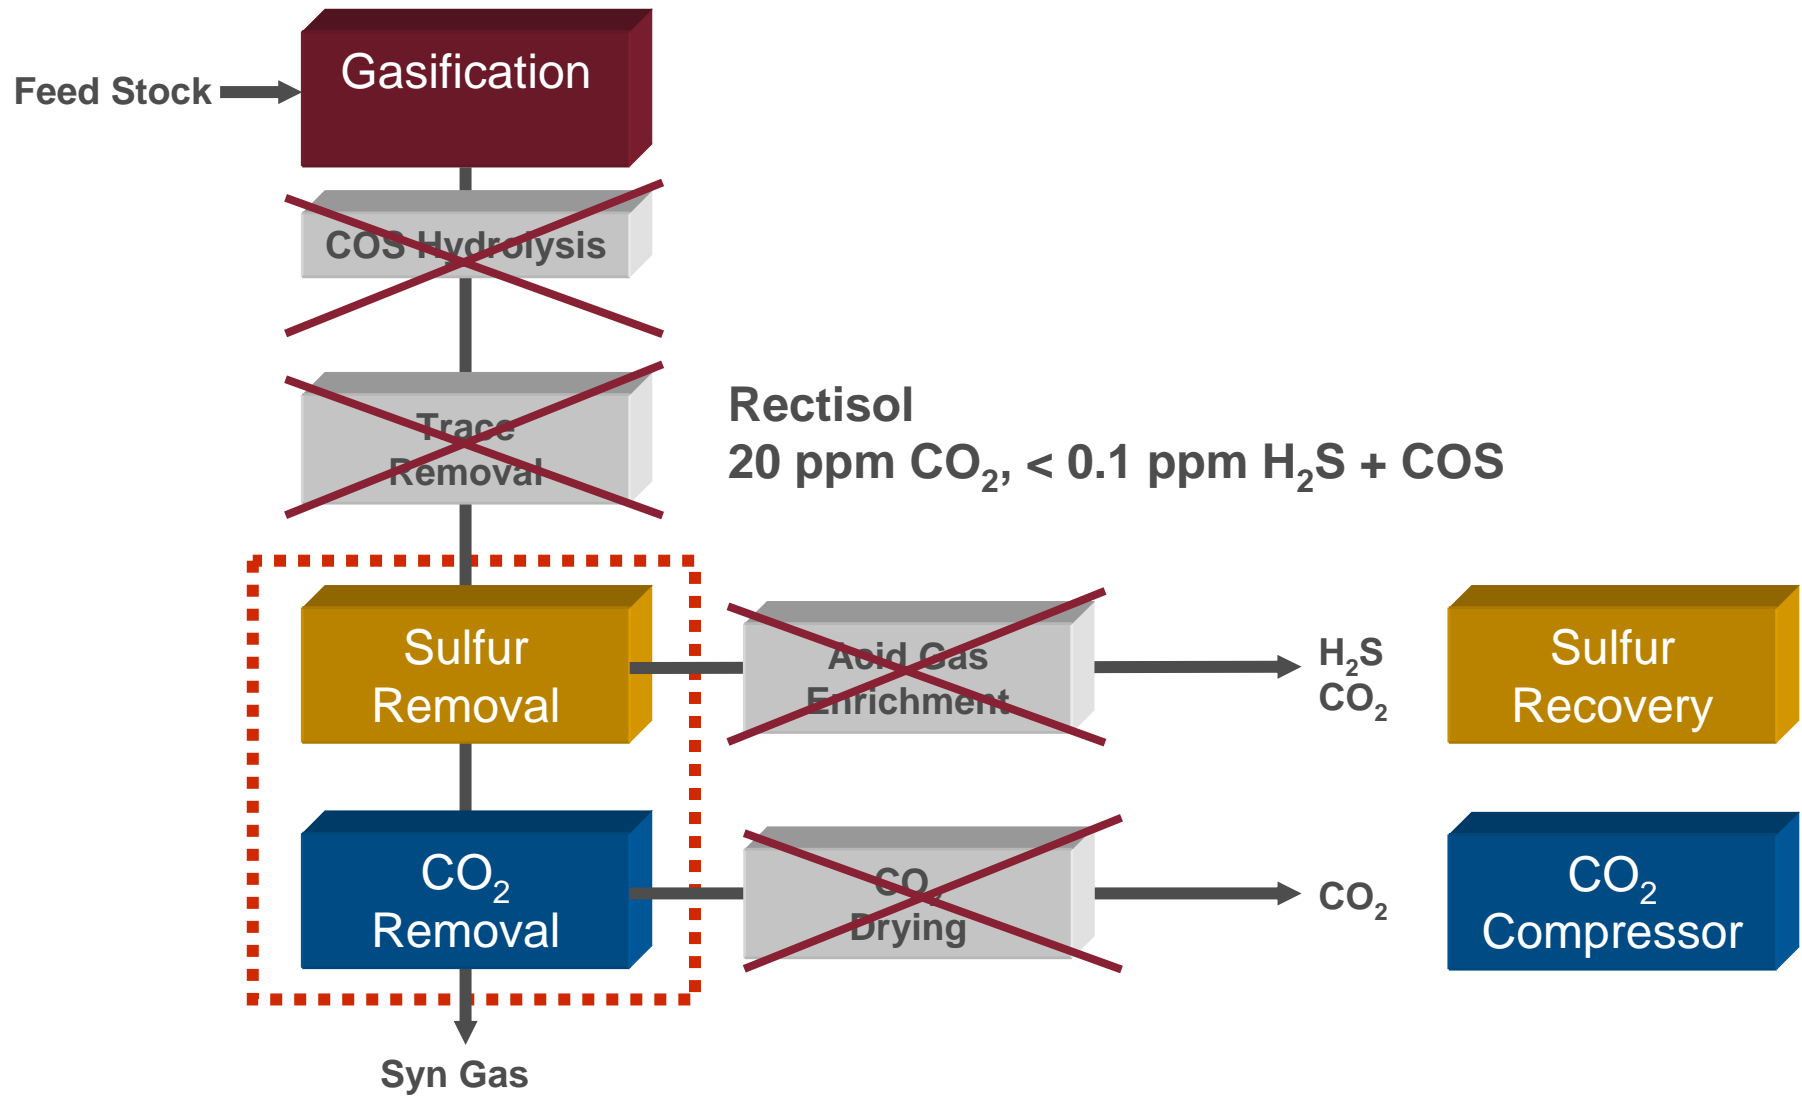 Gasification
Feed Stock
COS Hydrolysis
Trace
Removal
Rectisol
20 ppm CO₂, < 0.1 ppm H₂S + COS
Sulfur
Removal
Acid Gas
Enrichment
H₂S
CO₂
Sulfur
Recovery
CO₂
Removal
CO₂
Drying
CO₂
CO₂
Compressor
Syn Gas